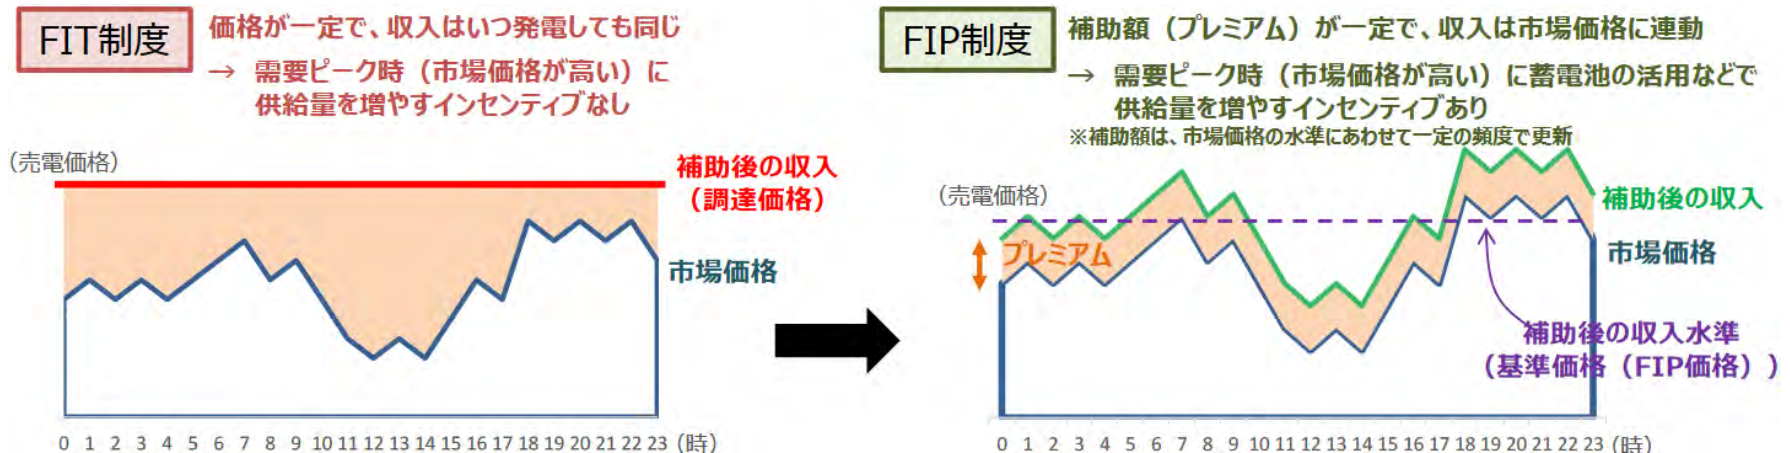 FIT制度
価格が一定で、収入はいつ発電しても同じ
→ 需要ピーク時（市場価格が高い）に
供給量を増やすインセンティブなし
（売電価格）
補助後の収入
（調達価格）
市場価格
0 1 2 3 4 5 6 7 8 9 10 11 12 13 14 15 16 17 18 19 20 21 22 23 (時)
FIP制度
補助額（プレミアム）が一定で、収入は市場価格に連動
→ 需要ピーク時（市場価格が高い）に蓄電池の活用などで
供給量を増やすインセンティブあり
※補助額は、市場価格の水準にあわせて一定の頻度で更新
（売電価格）
プレミアム
補助後の収入
市場価格
補助後の収入水準
（基準価格（FIP価格））
0 1 2 3 4 5 6 7 8 9 10 11 12 13 14 15 16 17 18 19 20 21 22 23 (時)